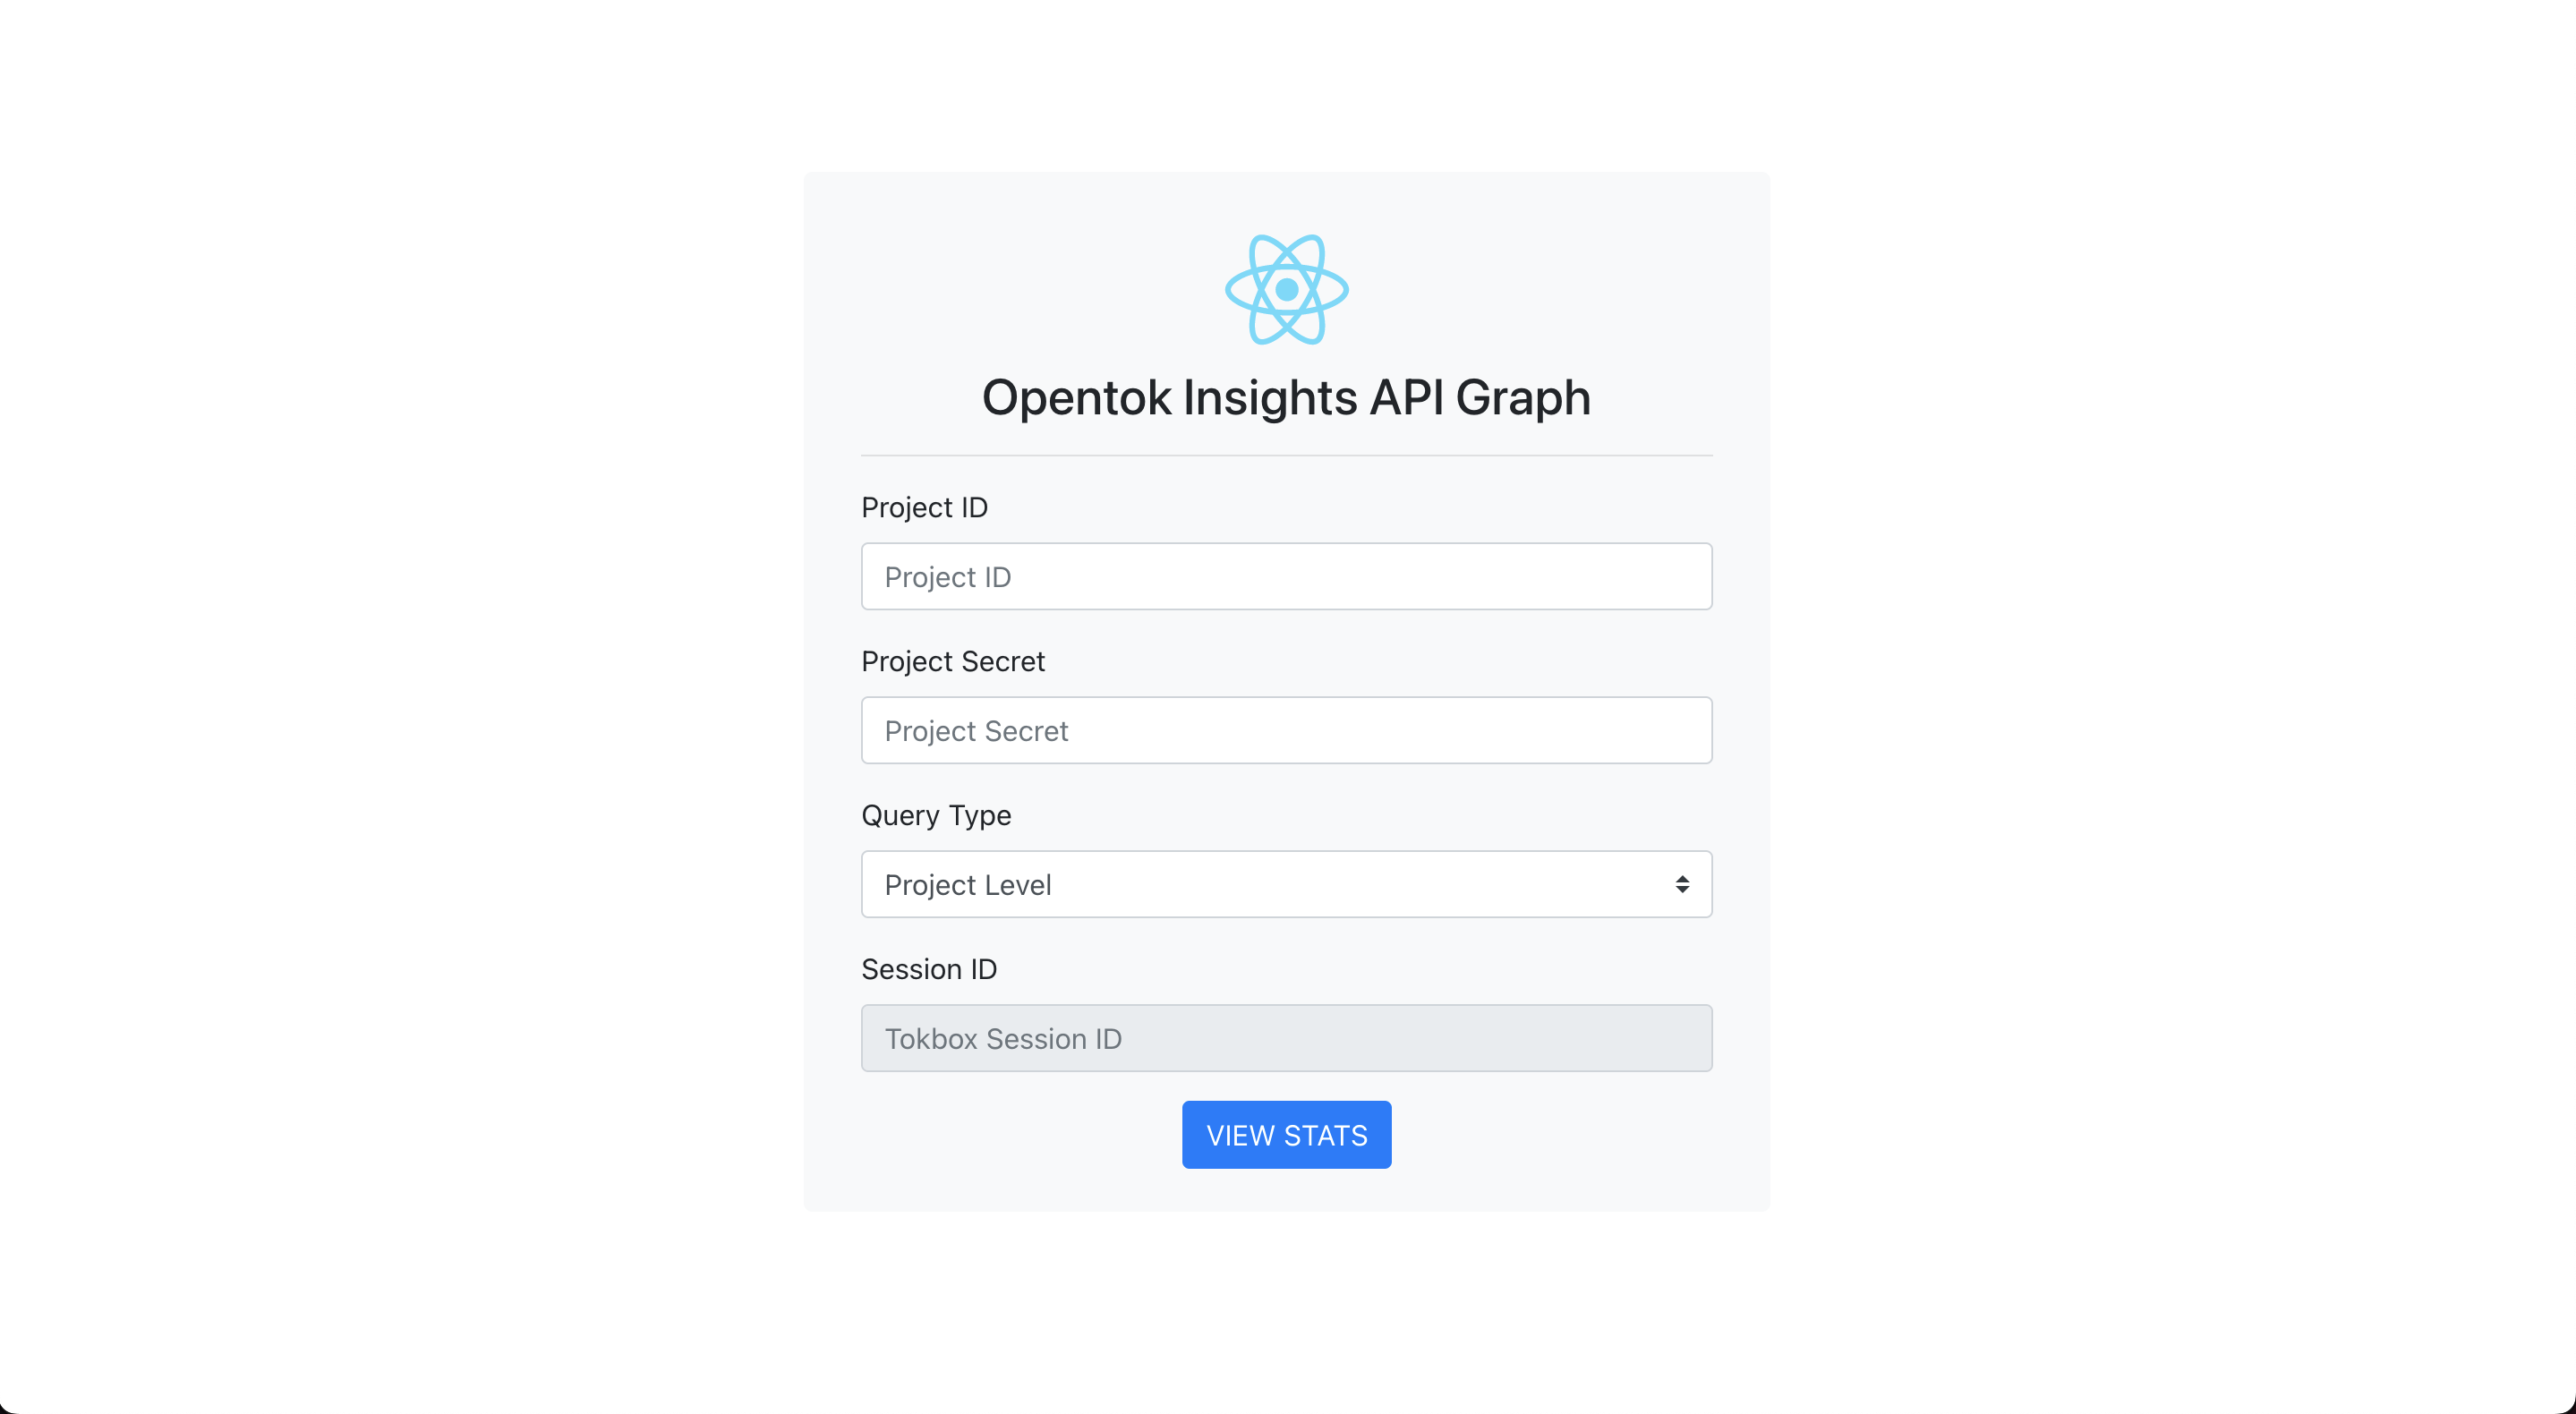 Opentok Insights API Graph
Project ID
Project ID
Project Secret
Project Secret
Query Type
Project Level
Session ID
Tokbox Session ID
VIEW STATS